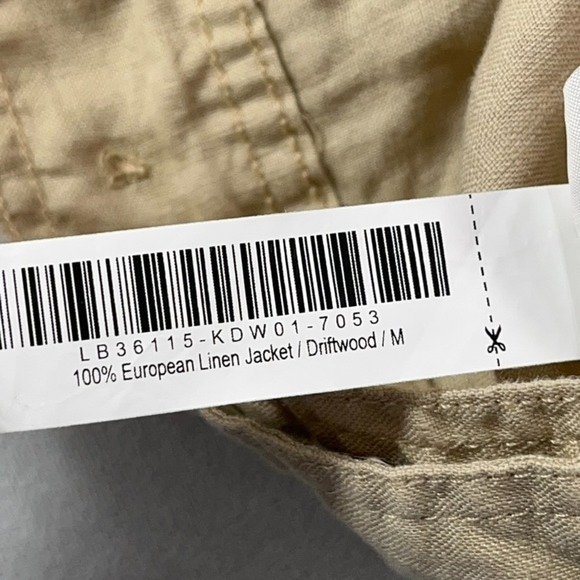 LB36115-KDW01-7053
100% European Linen Jacket / Driftwood / M